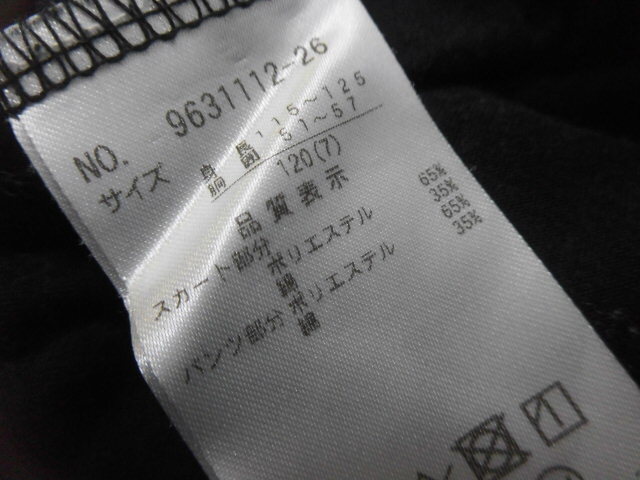 NO. 9631112-26
サイズ 身長 115~125
胴囲 51~57
120(7)
品質表示
スカート部分 ポリエステル 65%
綿 35%
パンツ部分 ポリエステル 65%
綿 35%